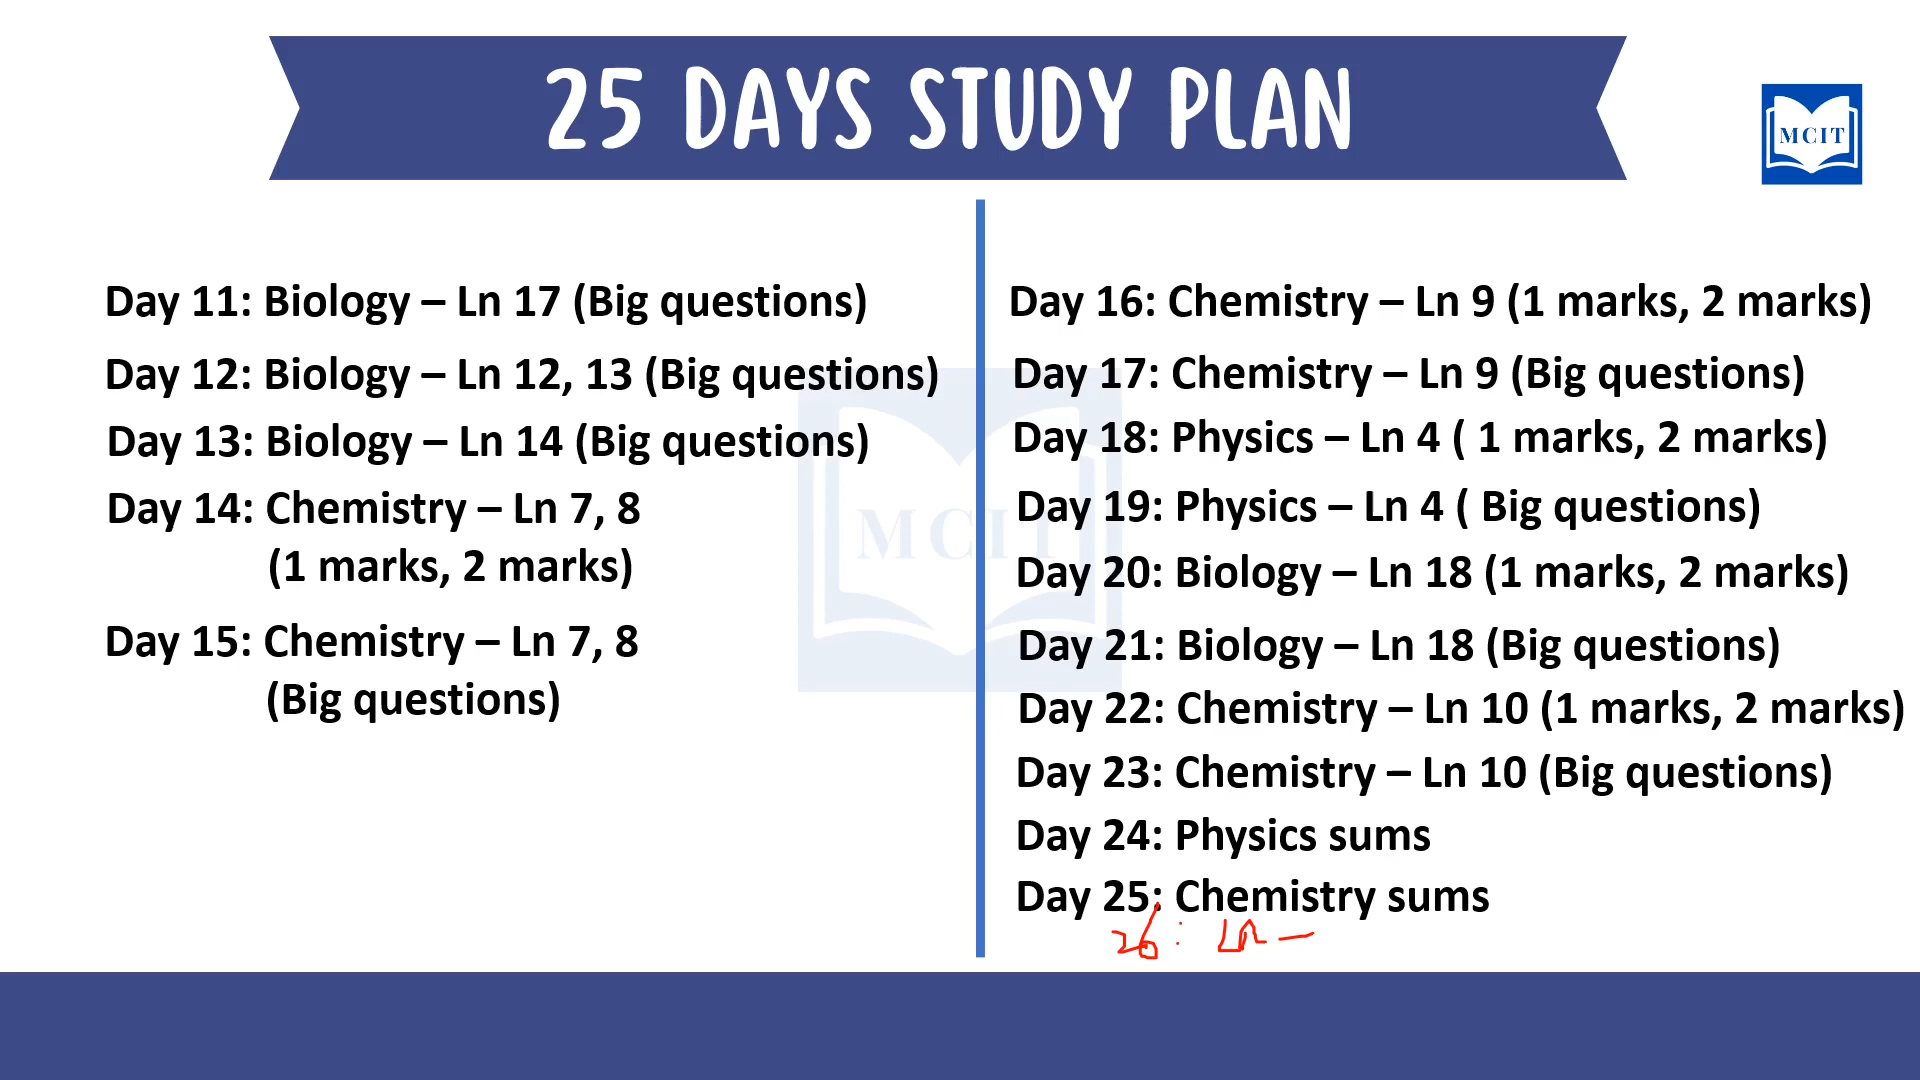 25 DAYS STUDY PLAN
MCIT
Day 11: Biology – Ln 17 (Big questions)
Day 12: Biology – Ln 12, 13 (Big questions)
Day 13: Biology – Ln 14 (Big questions)
Day 14: Chemistry – Ln 7, 8
(1 marks, 2 marks)
Day 15: Chemistry – Ln 7, 8
(Big questions)
Day 16: Chemistry – Ln 9 (1 marks, 2 marks)
Day 17: Chemistry – Ln 9 (Big questions)
Day 18: Physics – Ln 4 ( 1 marks, 2 marks)
Day 19: Physics – Ln 4 ( Big questions)
Day 20: Biology – Ln 18 (1 marks, 2 marks)
Day 21: Biology – Ln 18 (Big questions)
Day 22: Chemistry – Ln 10 (1 marks, 2 marks)
Day 23: Chemistry – Ln 10 (Big questions)
Day 24: Physics sums
Day 25: Chemistry sums
26: Ln –
MCIT